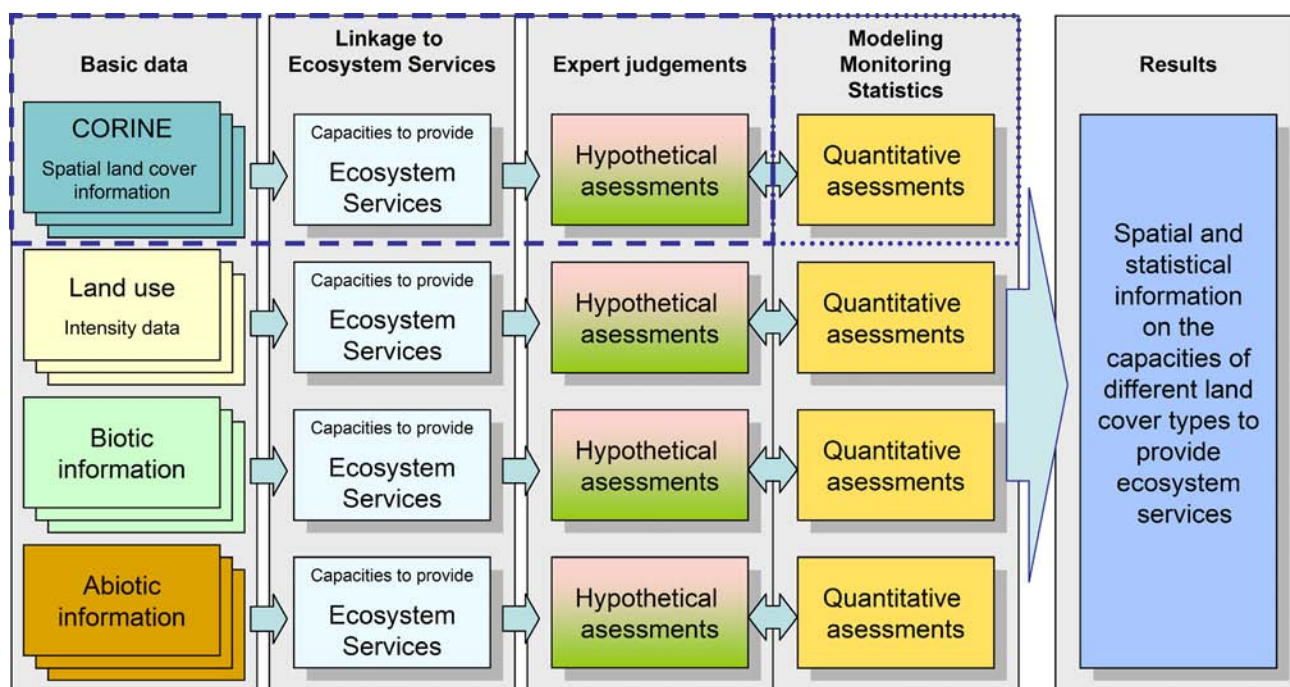 Basic data
Linkage to
Ecosystem Services
Expert judgements
Modeling
Monitoring
Statistics
Results
CORINE
Spatial land cover
information
Capacities to provide
Ecosystem
Services
Hypothetical
asessments
Quantitative
asessments
Land use
Intensity data
Capacities to provide
Ecosystem
Services
Hypothetical
asessments
Quantitative
asessments
Biotic
information
Capacities to provide
Ecosystem
Services
Hypothetical
asessments
Quantitative
asessments
Abiotic
information
Capacities to provide
Ecosystem
Services
Hypothetical
asessments
Quantitative
asessments
Spatial and
statistical
information
on the
capacities of
different land
cover types to
provide
ecosystem
services